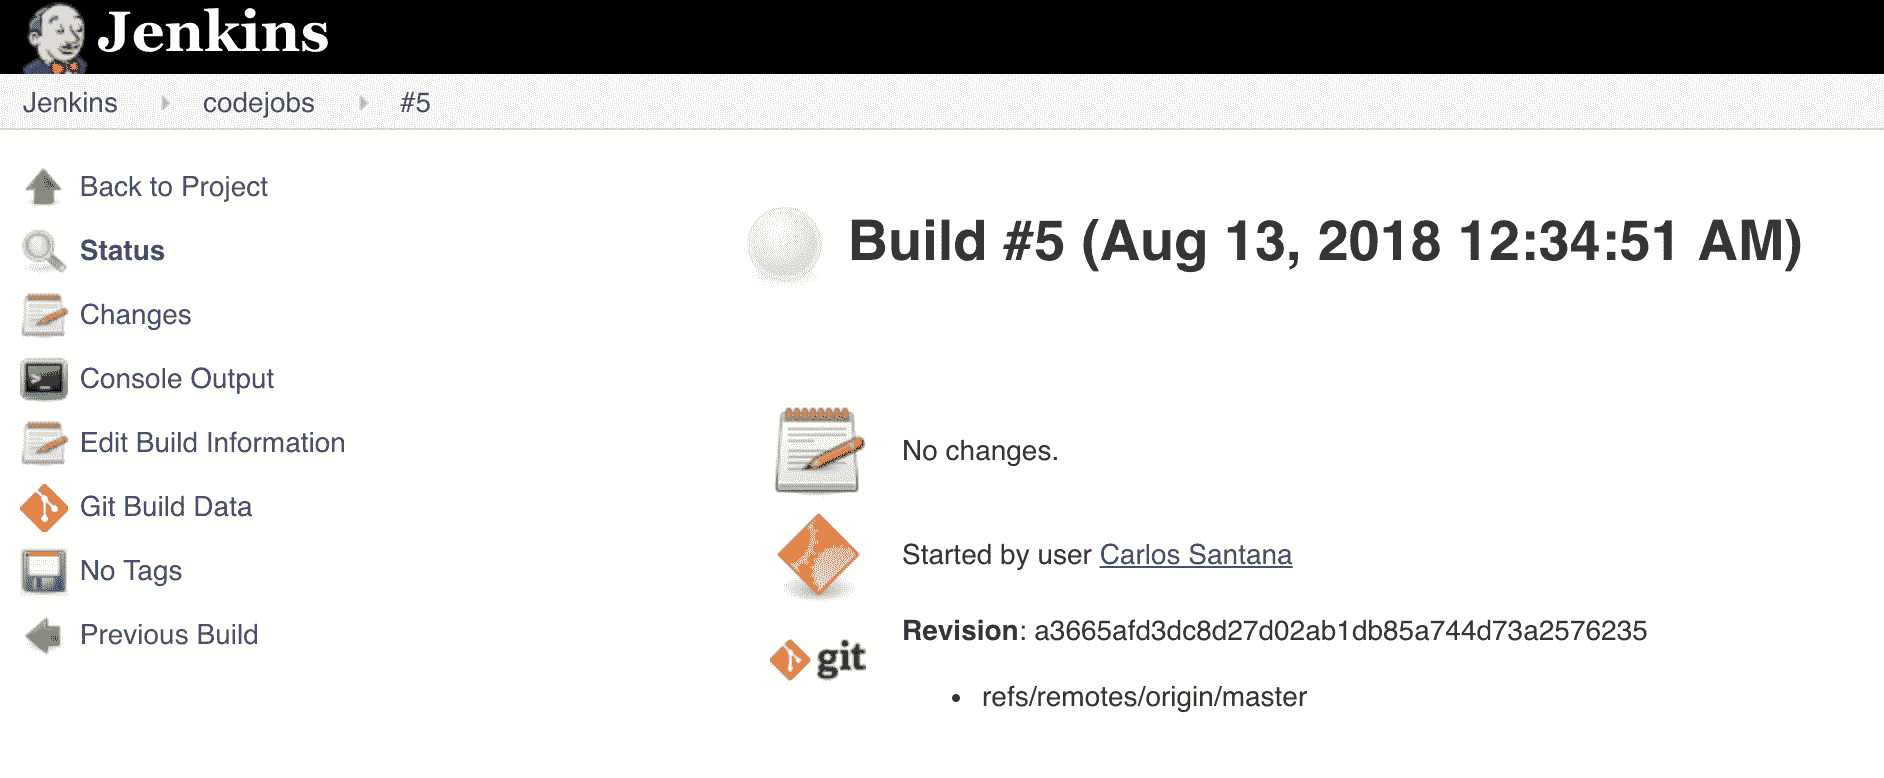 Jenkins
Jenkins codejobs #5
Back to Project
Status
Changes
Console Output
Edit Build Information
Git Build Data
No Tags
Previous Build
Build #5 (Aug 13, 2018 12:34:51 AM)
No changes.
Started by user Carlos Santana
Revision: a3665afd3dc8d27d02ab1db85a744d73a2576235
git
refs/remotes/origin/master